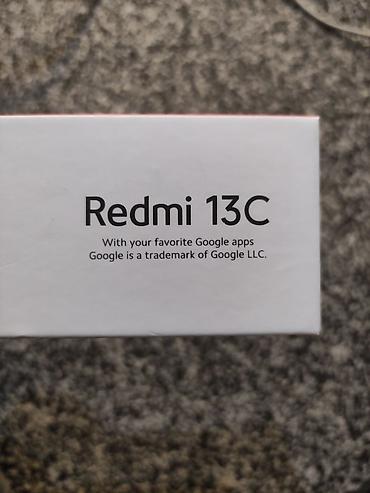 Redmi 13C
With your favorite Google apps
Google is a trademark of Google LLC.